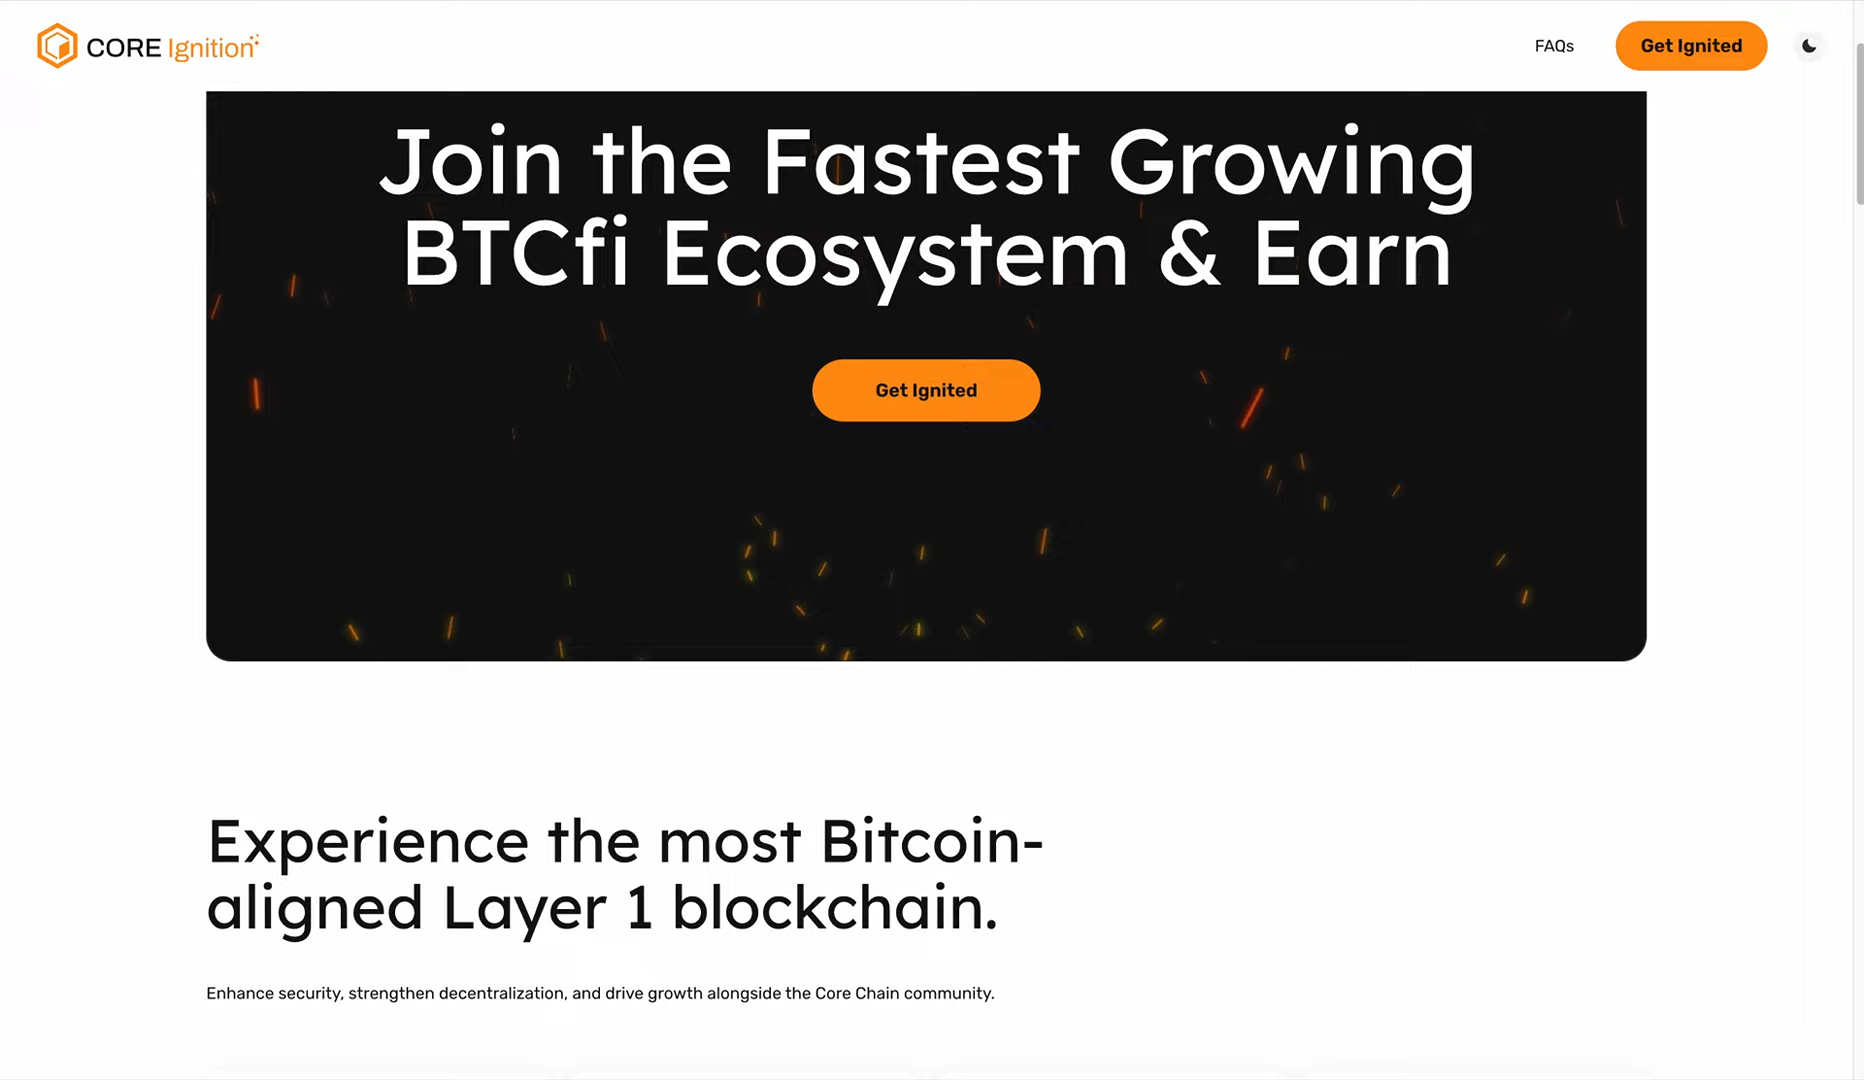 CORE Ignition
FAQs
Get Ignited
Join the Fastest Growing
BTCfi Ecosystem & Earn
Get Ignited
Experience the most Bitcoin-
aligned Layer 1 blockchain.
Enhance security, strengthen decentralization, and drive growth alongside the Core Chain community.